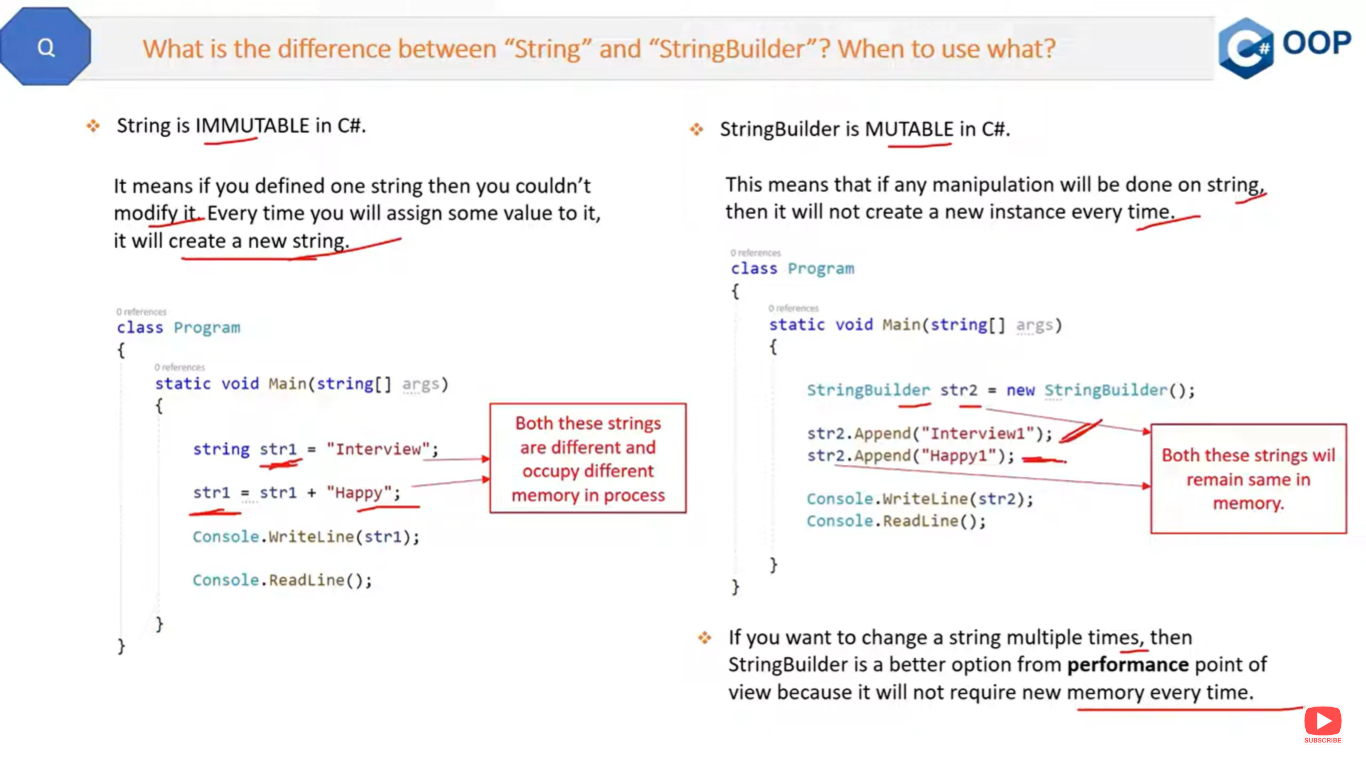 Q
What is the difference between “String” and “StringBuilder”? When to use what?
C# OOP
String is IMMUTABLE in C#.
It means if you defined one string then you couldn’t
modify it. Every time you will assign some value to it,
it will create a new string.
0 references
class Program
{
0 references
static void Main(string[] args)
{
string str1 = "Interview";
str1 = str1 + "Happy";
Console.WriteLine(str1);
Console.ReadLine();
}
}
Both these strings
are different and
occupy different
memory in process
StringBuilder is MUTABLE in C#.
This means that if any manipulation will be done on string,
then it will not create a new instance every time.
0 references
class Program
{
0 references
static void Main(string[] args)
{
StringBuilder str2 = new StringBuilder();
str2.Append("Interview1");
str2.Append("Happy1");
Console.WriteLine(str2);
Console.ReadLine();
}
}
Both these strings wil
remain same in
memory.
If you want to change a string multiple times, then
StringBuilder is a better option from performance point of
view because it will not require new memory every time.
SUBSCRIBE